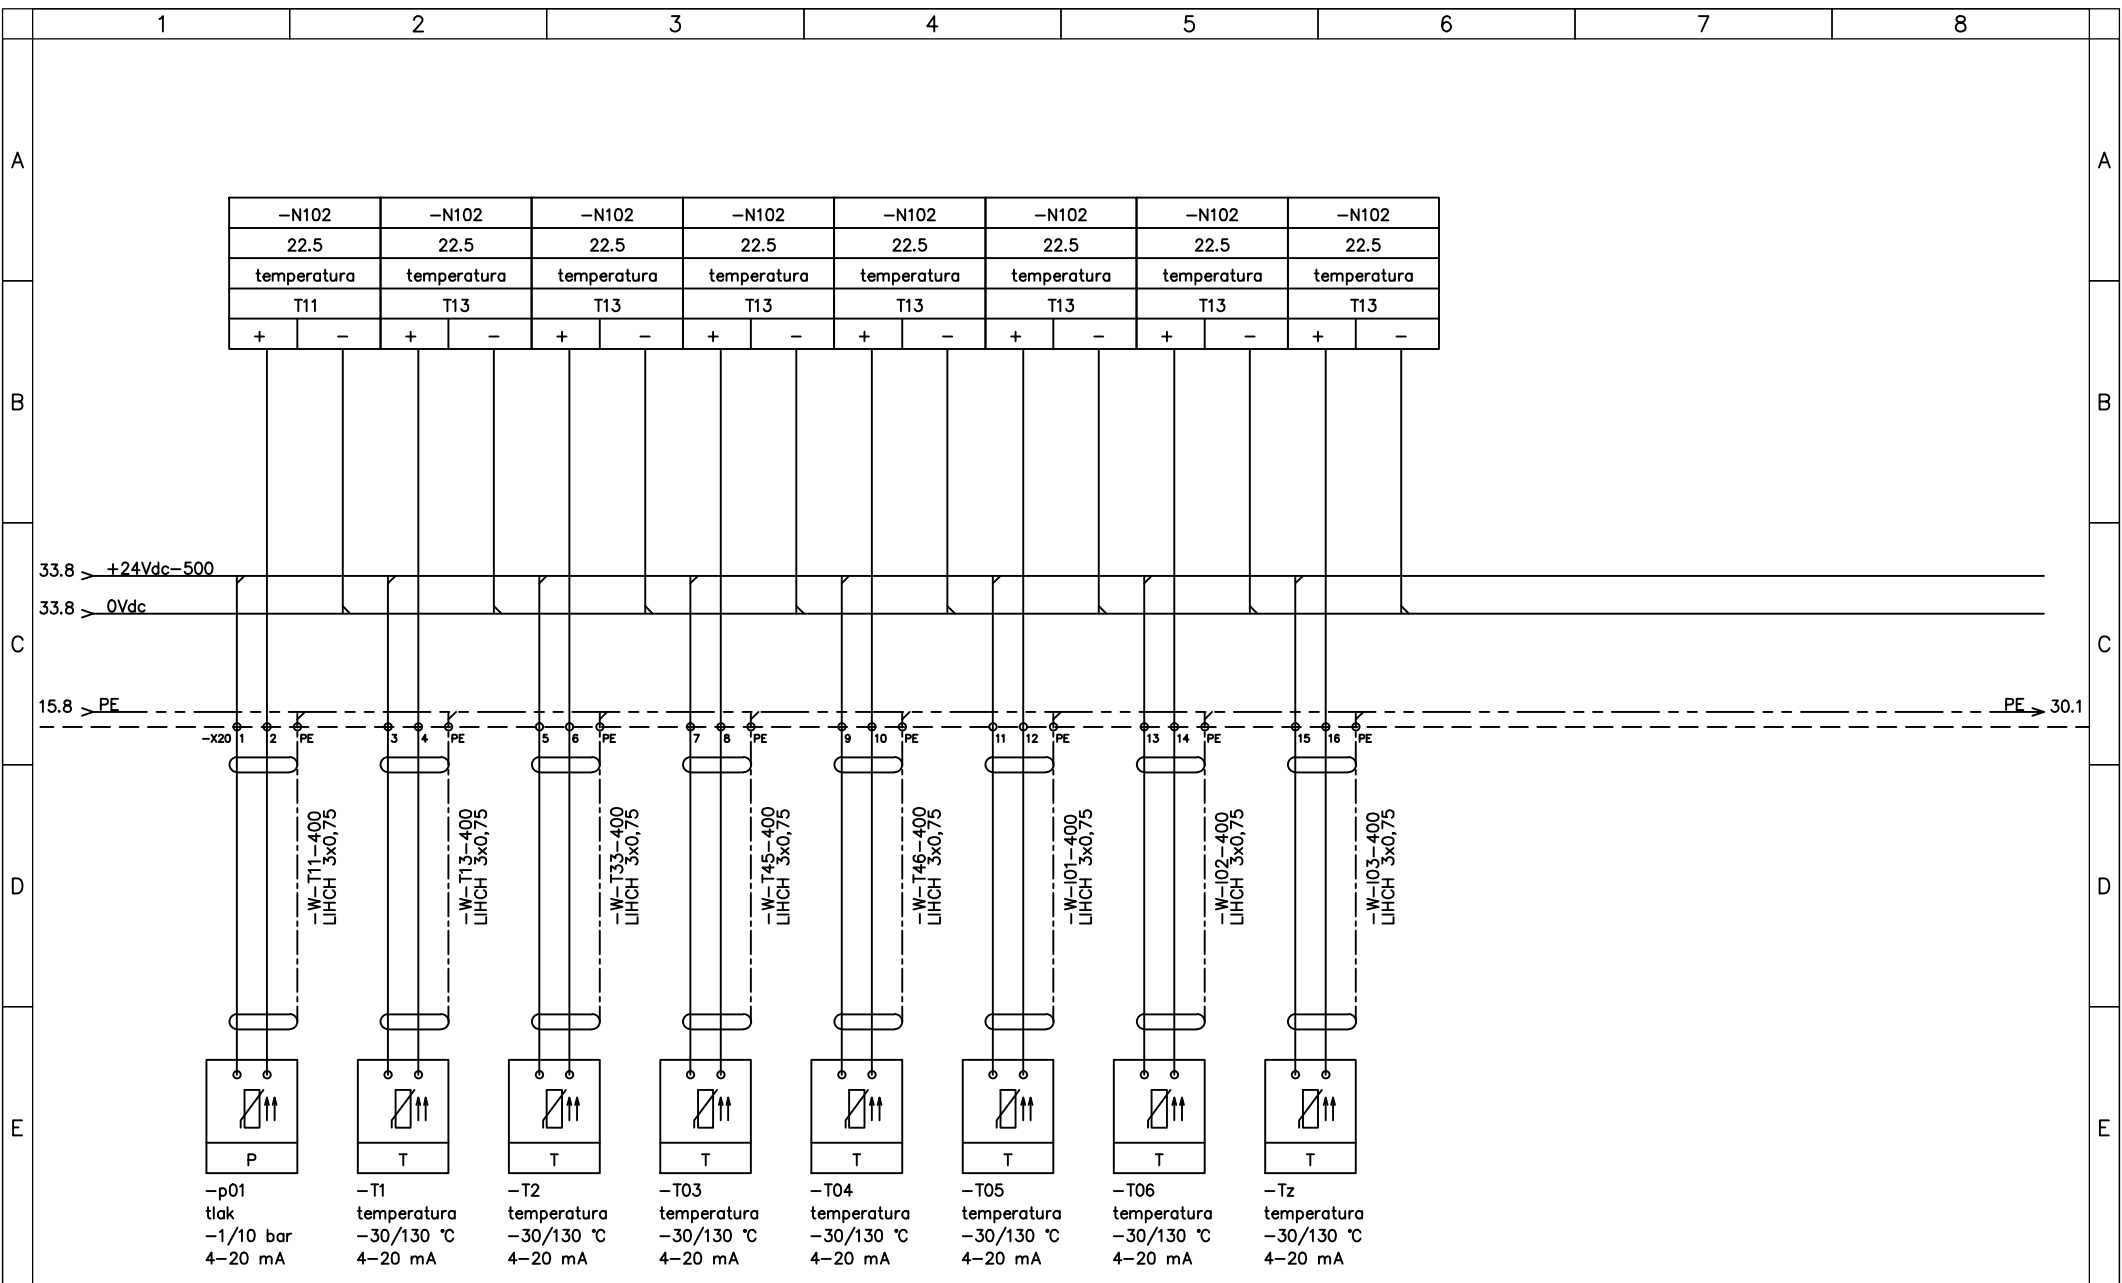 1 2 3 4 5 6 7 8
A A
-N102 -N102 -N102 -N102 -N102 -N102 -N102 -N102
22.5 22.5 22.5 22.5 22.5 22.5 22.5 22.5
temperatura temperatura temperatura temperatura temperatura temperatura temperatura temperatura
T11 T13 T13 T13 T13 T13 T13 T13
+ - + - + - + - + - + - + - + -
B B
33.8 +24Vdc-500
33.8 0Vdc
C C
15.8 PE PE 30.1
-X20 1 2 PE 3 4 PE 5 6 PE 7 8 PE 9 10 PE 11 12 PE 13 14 PE 15 16 PE
-W-T11-400
LIHCH 3x0,75
-W-T13-400
LIHCH 3x0,75
-W-T33-400
LIHCH 3x0,75
-W-T45-400
LIHCH 3x0,75
-W-T46-400
LIHCH 3x0,75
-W-I01-400
LIHCH 3x0,75
-W-I02-400
LIHCH 3x0,75
-W-I03-400
LIHCH 3x0,75
D D
E E
P T T T T T T T
-p01 -T1 -T2 -T03 -T04 -T05 -T06 -Tz
tlak temperatura temperatura temperatura temperatura temperatura temperatura temperatura
-1/10 bar -30/130 °C -30/130 °C -30/130 °C -30/130 °C -30/130 °C -30/130 °C -30/130 °C
4-20 mA 4-20 mA 4-20 mA 4-20 mA 4-20 mA 4-20 mA 4-20 mA 4-20 mA